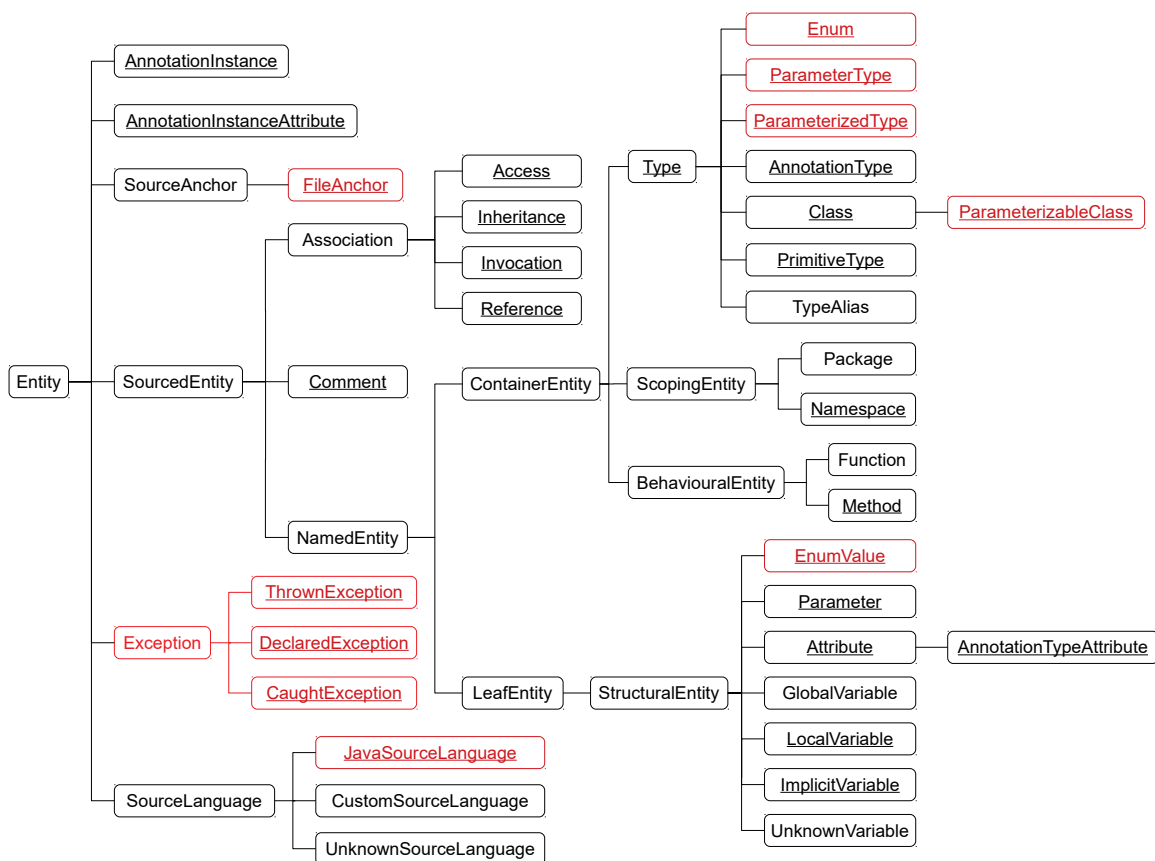 Entity
AnnotationInstance
AnnotationInstanceAttribute
SourceAnchor
FileAnchor
SourcedEntity
Association
Access
Inheritance
Invocation
Reference
Comment
NamedEntity
ContainerEntity
Type
Enum
ParameterType
ParameterizedType
AnnotationType
Class
ParameterizableClass
PrimitiveType
TypeAlias
ScopingEntity
Package
Namespace
BehaviouralEntity
Function
Method
LeafEntity
StructuralEntity
EnumValue
Parameter
Attribute
AnnotationTypeAttribute
GlobalVariable
LocalVariable
ImplicitVariable
UnknownVariable
Exception
ThrownException
DeclaredException
CaughtException
SourceLanguage
JavaSourceLanguage
CustomSourceLanguage
UnknownSourceLanguage